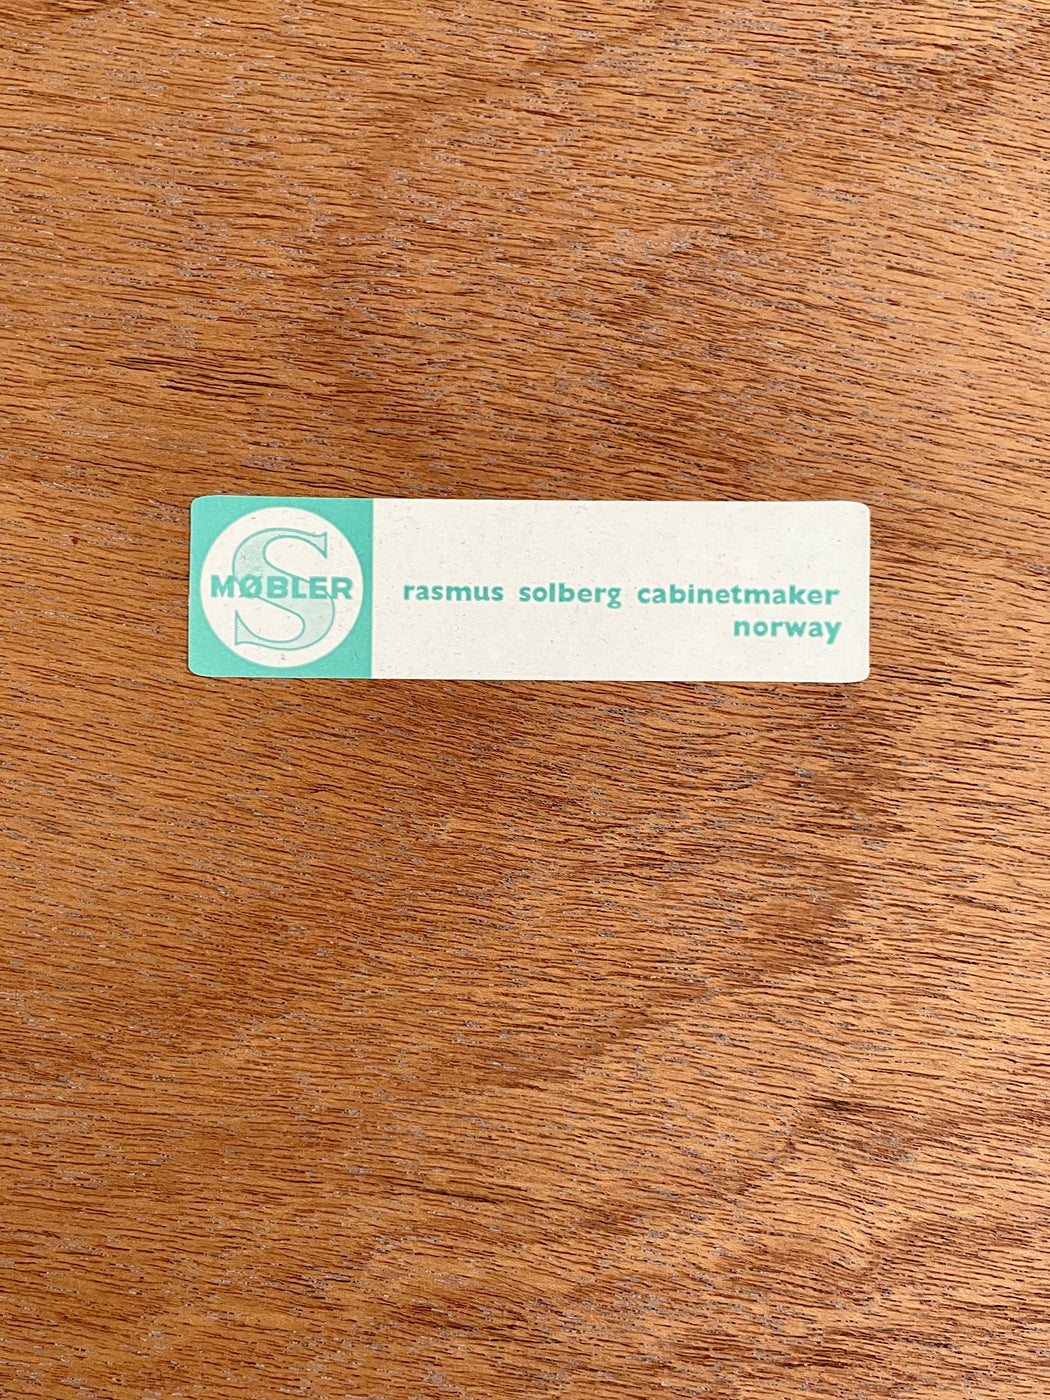 S
MØBLER
rasmus solberg cabinetmaker
norway